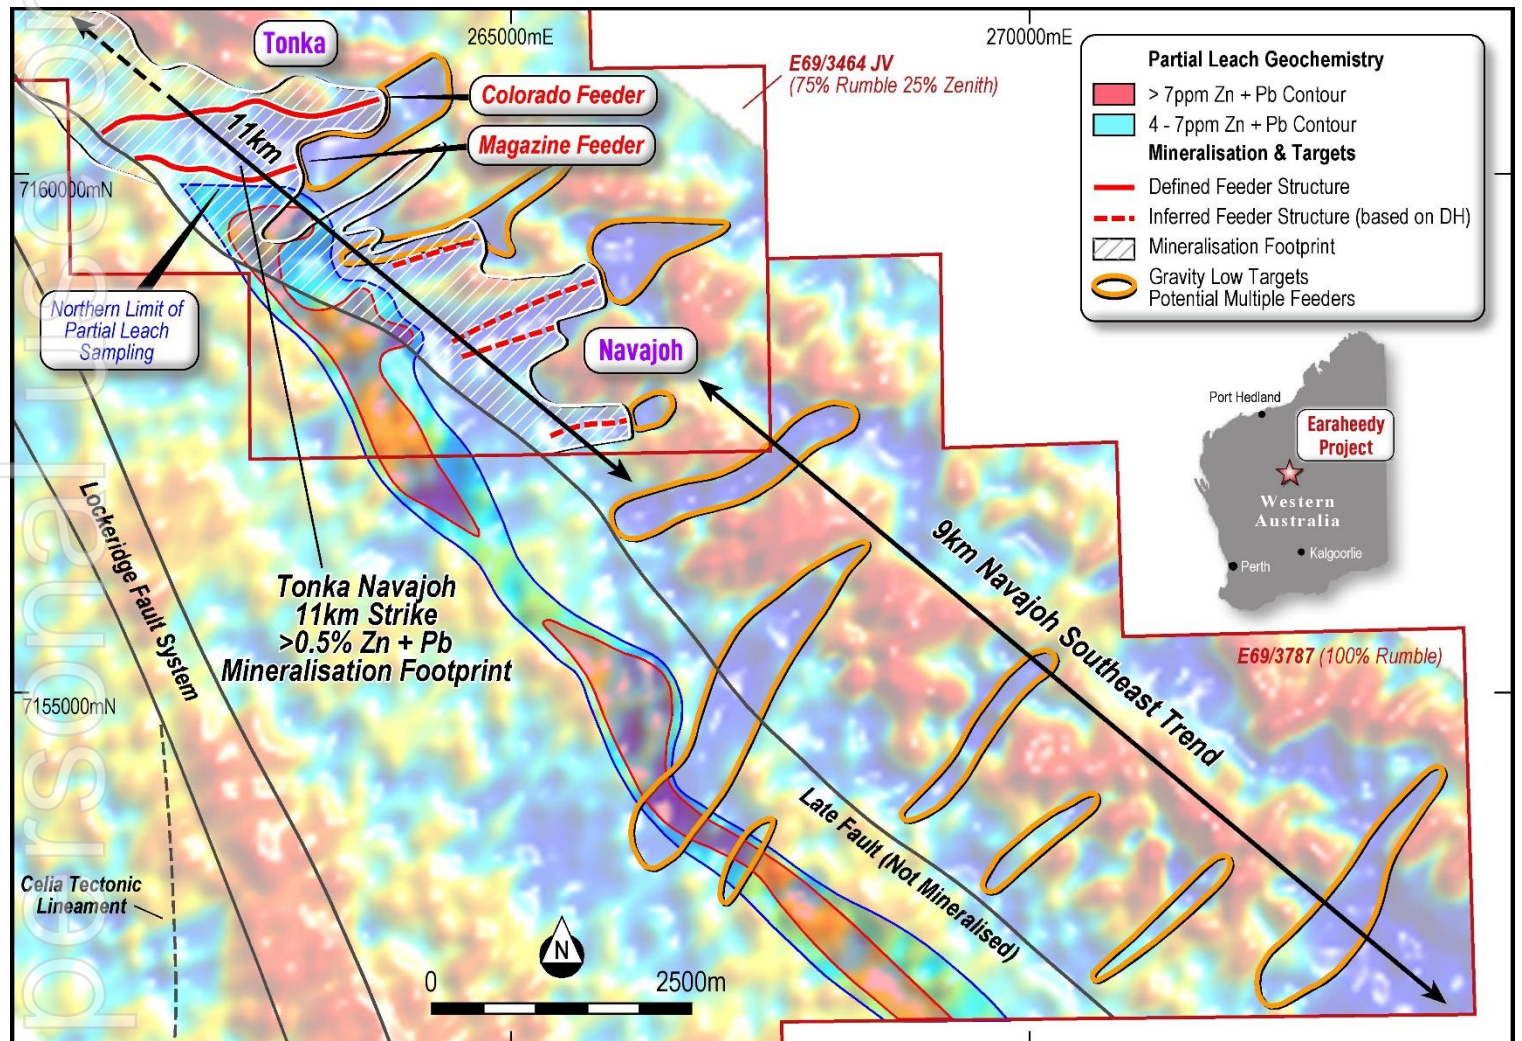 Tonka
265000mE
270000mE
E69/3464 JV
(75% Rumble 25% Zenith)
Partial Leach Geochemistry
> 7ppm Zn + Pb Contour
4 - 7ppm Zn + Pb Contour
Mineralisation & Targets
Defined Feeder Structure
Inferred Feeder Structure (based on DH)
Mineralisation Footprint
Gravity Low Targets
Potential Multiple Feeders
Colorado Feeder
11km
Magazine Feeder
7160000mN
Northern Limit of
Partial Leach
Sampling
Navajoh
Port Hedland
Earaheedy
Project
Western
Australia
Kalgoorlie
Perth
Lockeridge Fault System
Tonka Navajoh
11km Strike
>0.5% Zn + Pb
Mineralisation Footprint
9km Navajoh Southeast Trend
E69/3787 (100% Rumble)
7155000mN
Late Fault (Not Mineralised)
Celia Tectonic
Lineament
N
0
2500m
personal use or